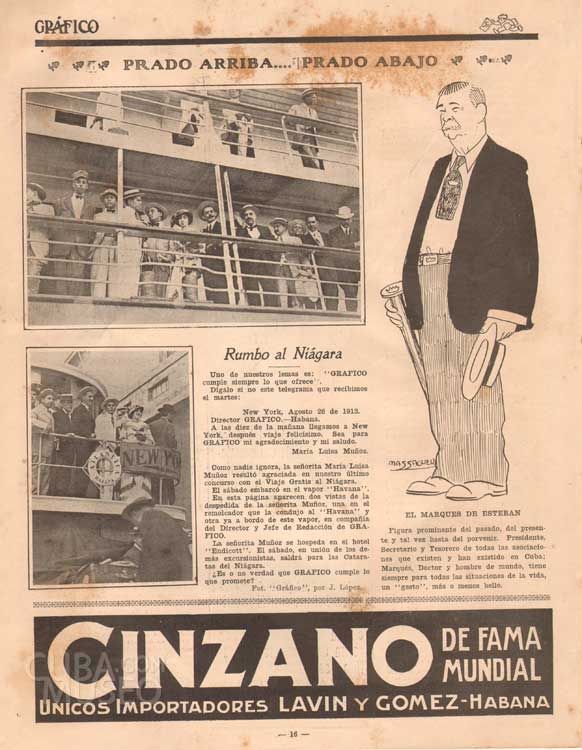 GRÁFICO
PRADO ARRIBA.... PRADO ABAJO
Rumbo al Niágara
Uno de nuestros lemas es: "GRAFICO
cumple siempre lo que ofrece".
Dígalo si no este telegrama que recibimos
el martes:
New York, Agosto 26 de 1913.
Director GRAFICO.—Habana.
A las diez de la mañana llegamos a New
York, después viaje felicísimo. Sea para
GRAFICO mi agradecimiento y mi saludo.
María Luisa Muñoz.
Como nadie ignora, la señorita María Luisa
Muñoz resultó agraciada en nuestro último
concurso con el Viaje Gratis al Niágara.
El sábado embarcó en el vapor "Havana".
En esta página aparecen dos vistas de la
despedida de la señorita Muñoz, una en el
remolcador que la condujo al "Havana" y
otra ya a bordo de este vapor, en compañía
del Director y Jefe de Redacción de GRA-
FICO.
La señorita Muñoz se hospeda en el hotel
"Endicott". El sábado, en unión de los de-
más excursionistas, saldrá para las Catara-
tas del Niágara.
¿Es o no verdad que GRAFICO cumple lo
que promete?
Fot. "Gráfico", por J. López.
NEW YO
MASSAGUER
EL MARQUES DE ESTEBAN
Figura prominente del pasado, del presen-
te y tal vez hasta del porvenir. Presidente,
Secretario y Tesorero de todas las asociacio-
nes que existen y han existido en Cuba;
Marqués, Doctor y hombre de mundo, tiene
siempre para todas las situaciones de la vida,
un "gesto", más o menos bello.
CINZANO
DE FAMA
MUNDIAL
UNICOS IMPORTADORES LAVIN Y GOMEZ-HABANA
CUBA
MUSEO
— 16 —